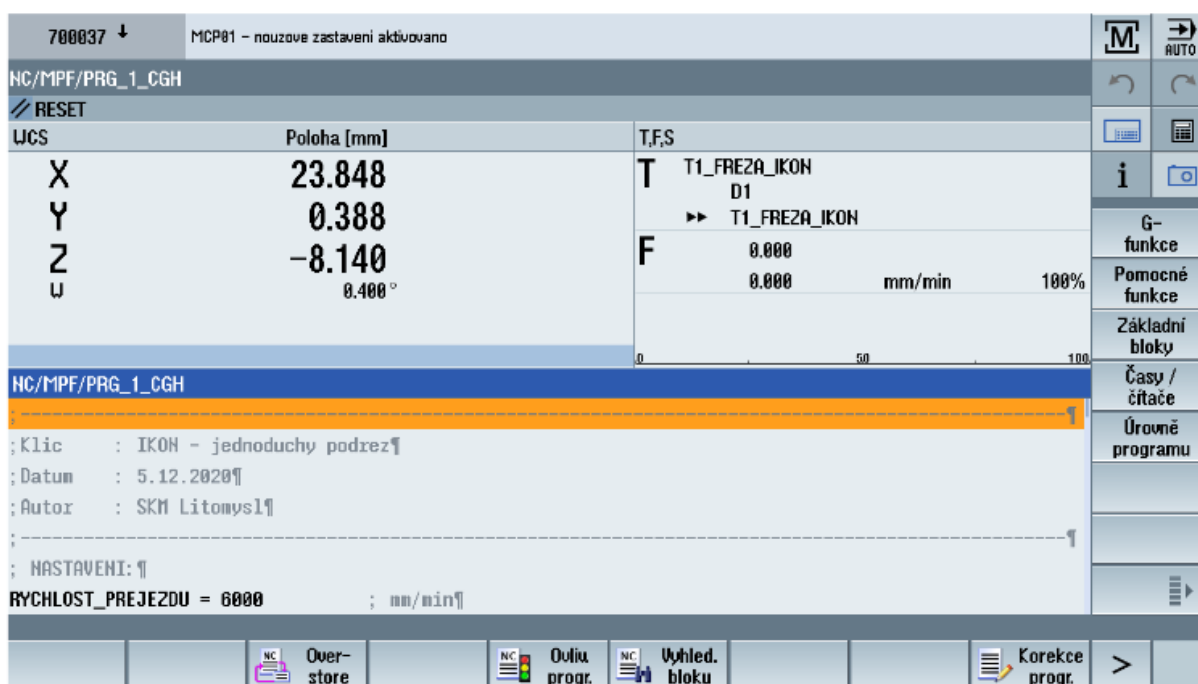 700037 ↓ MCP01 - nouzove zastaveni aktivovano
M AUTO
NC/MPF/PRG_1_CGH
// RESET
WCS Poloha [mm] T,F,S
X 23.848
Y 0.388
Z -8.140
W 0.400 °
T T1_FREZA_IKON
D1
►► T1_FREZA_IKON
F 0.000
0.000 mm/min 100%
0 50 100
NC/MPF/PRG_1_CGH
;----------------------------------------------------------------------------------------------------¶
;Klic : IKON - jednoduchy podrez¶
;Datum : 5.12.2020¶
;Autor : SKM Litomysl¶
;----------------------------------------------------------------------------------------------------¶
; NASTAVENI:¶
RYCHLOST_PREJEZDU = 6000 ; mm/min¶
i
G-
funkce
Pomocné
funkce
Základní
bloky
Časy /
čítače
Úrovně
programu
NC Over-
store
NC Ovliv.
progr.
NC Vyhled.
bloku
Korekce
progr.
>